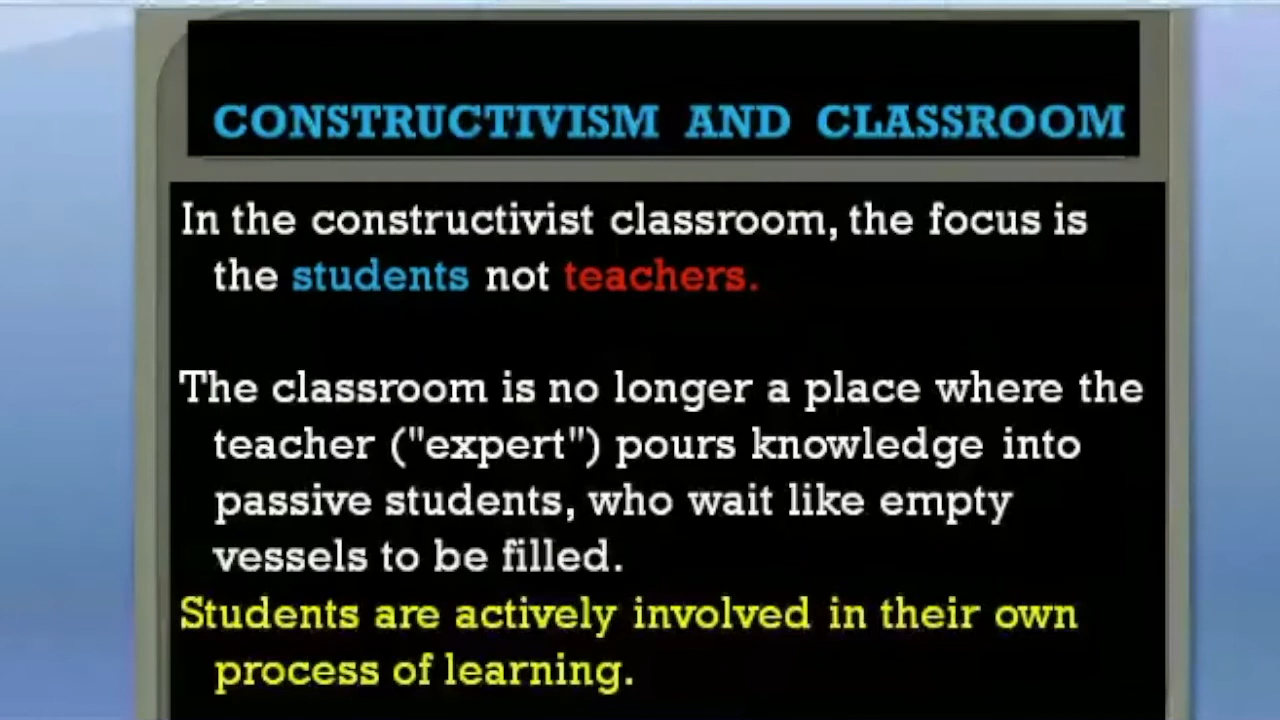 CONSTRUCTIVISM AND CLASSROOM
In the constructivist classroom, the focus is
the students not teachers.
The classroom is no longer a place where the
teacher ("expert") pours knowledge into
passive students, who wait like empty
vessels to be filled.
Students are actively involved in their own
process of learning.